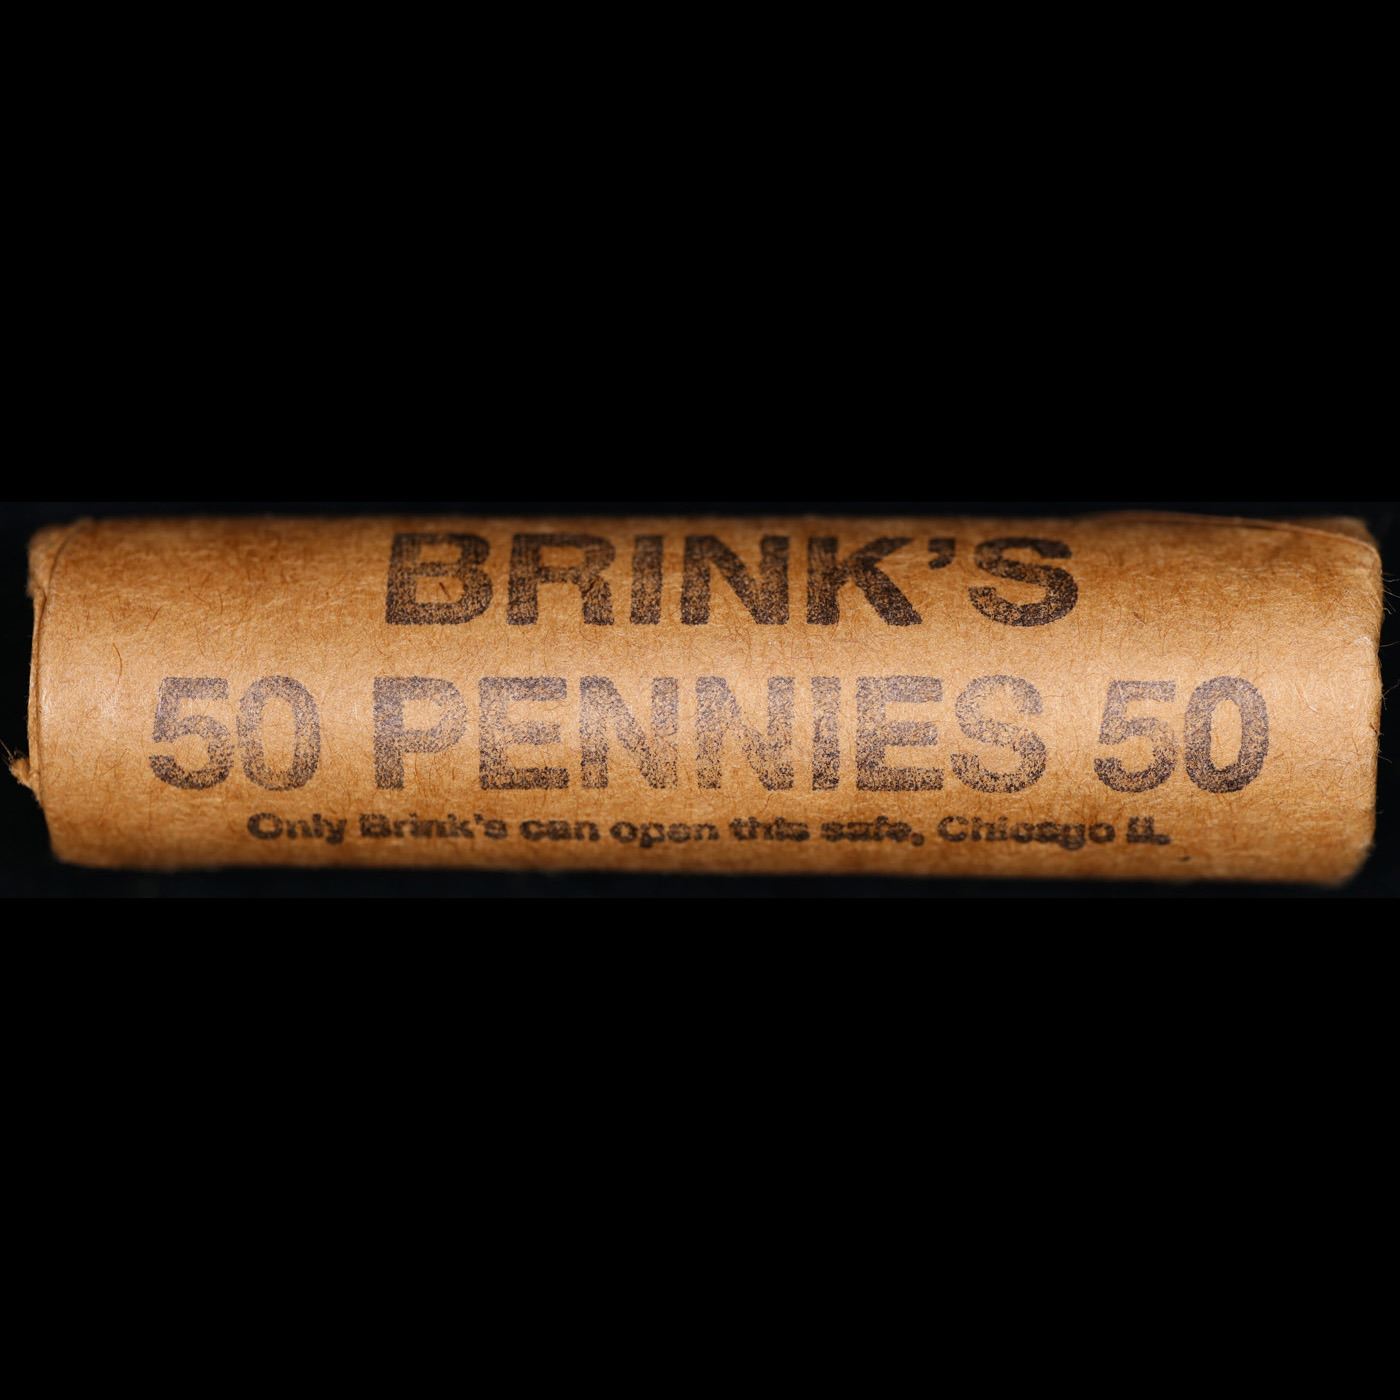 BRINK'S
50 PENNIES 50
Only Brink's can open this safe, Chicago IL